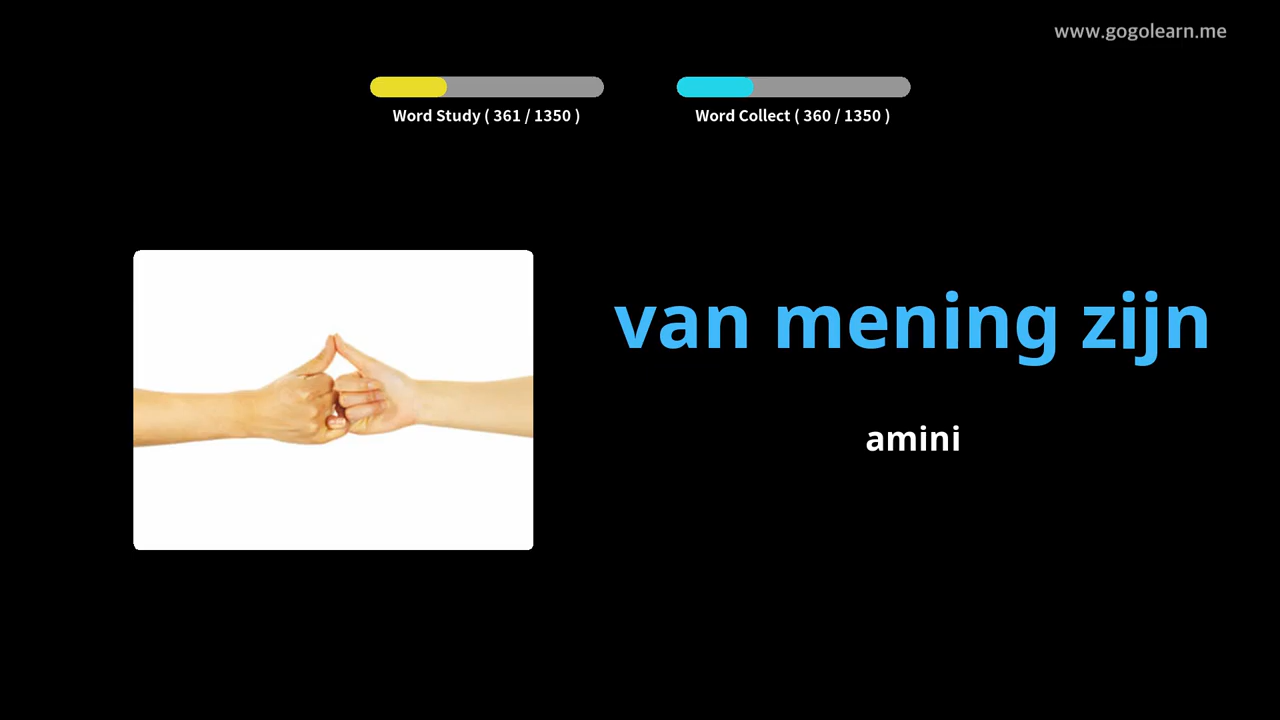 www.gogolearn.me
Word Study ( 361 / 1350 )
Word Collect ( 360 / 1350 )
van mening zijn
amini